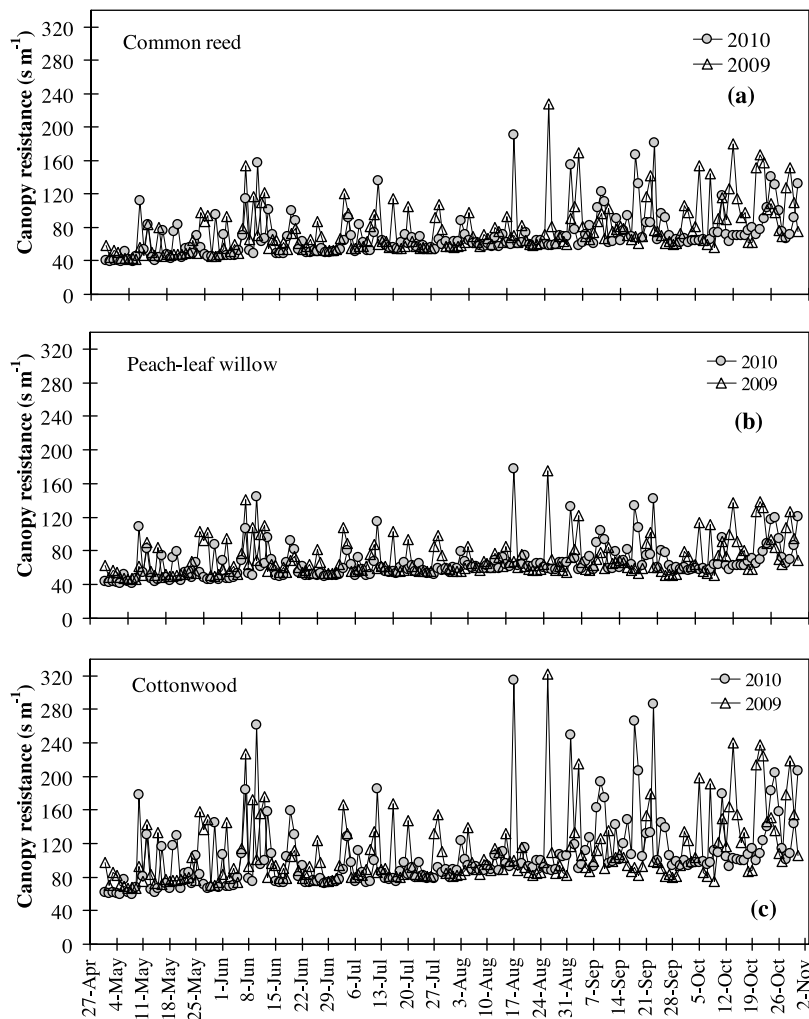 340
320
Common reed
2010
280
2009
240
(a)
200
160
120
80
40
0
Canopy resistance (s m-1)
320
Peach-leaf willow
2010
280
2009
240
(b)
200
160
120
80
40
0
Canopy resistance (s m-1)
320
Cottonwood
2010
280
2009
240
200
160
120
80
40
(c)
0
Canopy resistance (s m-1)
27-Apr
4-May
11-May
18-May
25-May
1-Jun
8-Jun
15-Jun
22-Jun
29-Jun
6-Jul
13-Jul
20-Jul
27-Jul
3-Aug
10-Aug
17-Aug
24-Aug
31-Aug
7-Sep
14-Sep
21-Sep
28-Sep
5-Oct
12-Oct
19-Oct
26-Oct
2-Nov